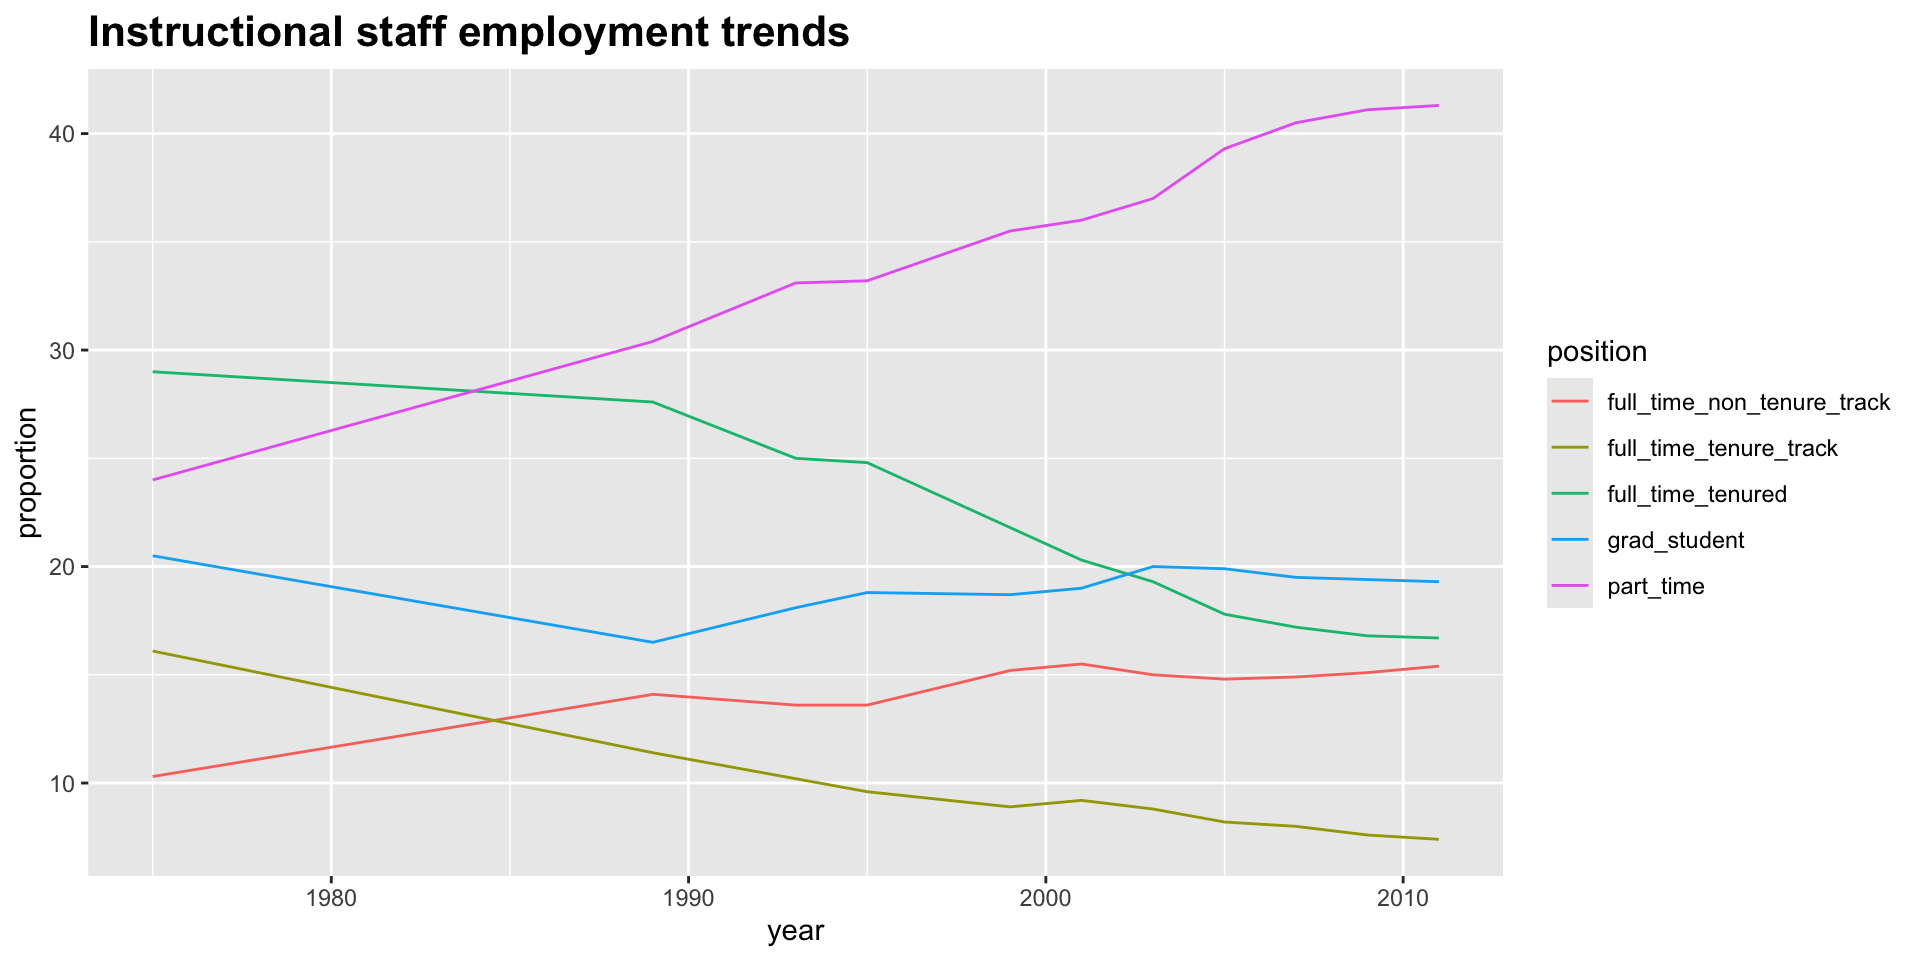 Instructional staff employment trends
40
30
20
10
proportion
1980 1990 2000 2010
year
position
full_time_non_tenure_track
full_time_tenure_track
full_time_tenured
grad_student
part_time